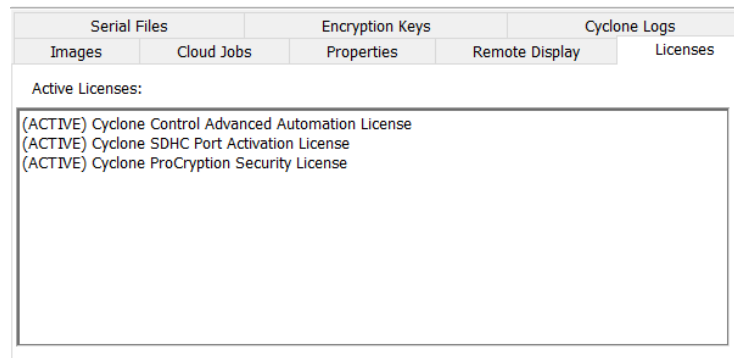 Serial Files Encryption Keys Cyclone Logs
Images Cloud Jobs Properties Remote Display Licenses
Active Licenses:
(ACTIVE) Cyclone Control Advanced Automation License
(ACTIVE) Cyclone SDHC Port Activation License
(ACTIVE) Cyclone ProCryption Security License